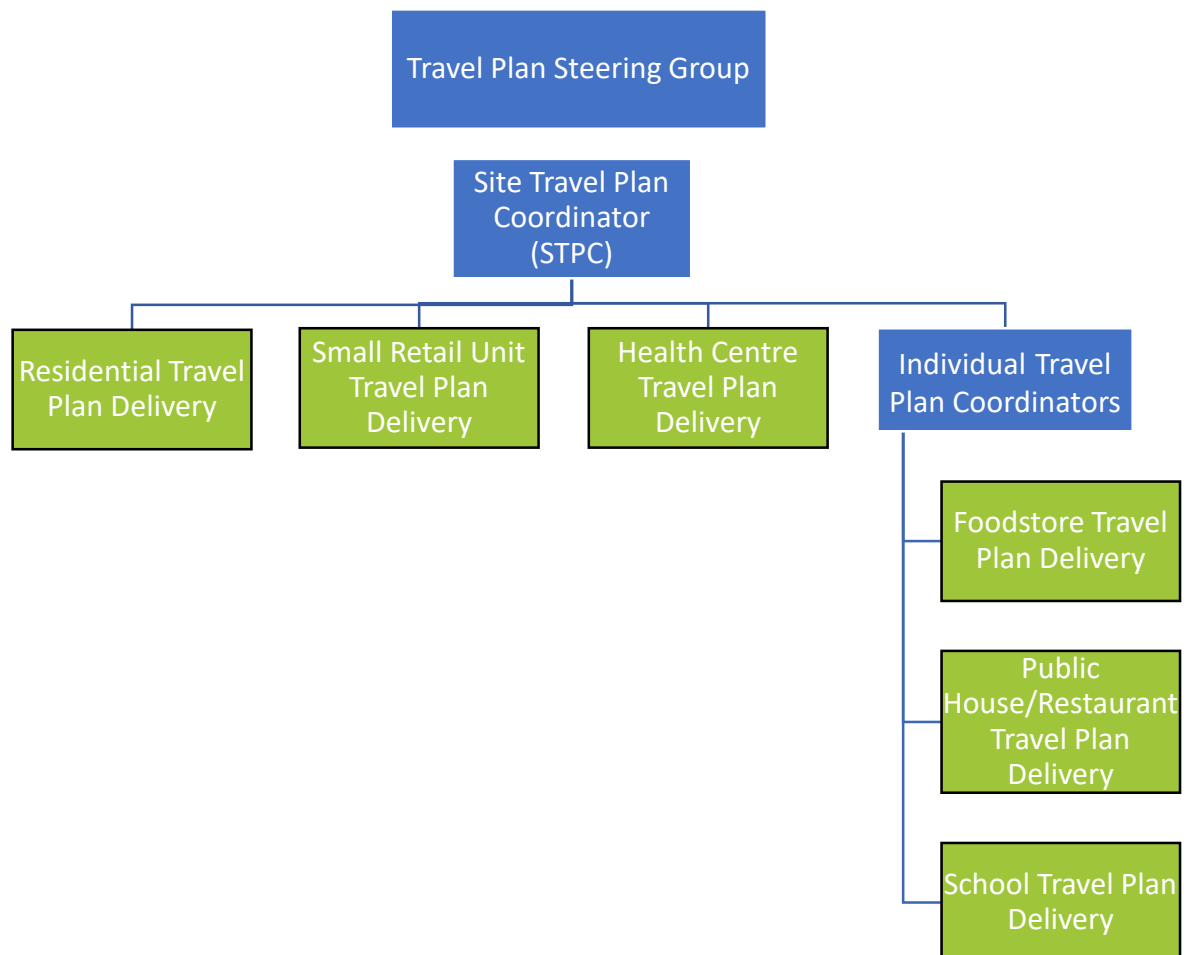 Travel Plan Steering Group
Site Travel Plan
Coordinator
(STPC)
Residential Travel
Plan Delivery
Small Retail Unit
Travel Plan
Delivery
Health Centre
Travel Plan
Delivery
Individual Travel
Plan Coordinators
Foodstore Travel
Plan Delivery
Public
House/Restaurant
Travel Plan
Delivery
School Travel Plan
Delivery